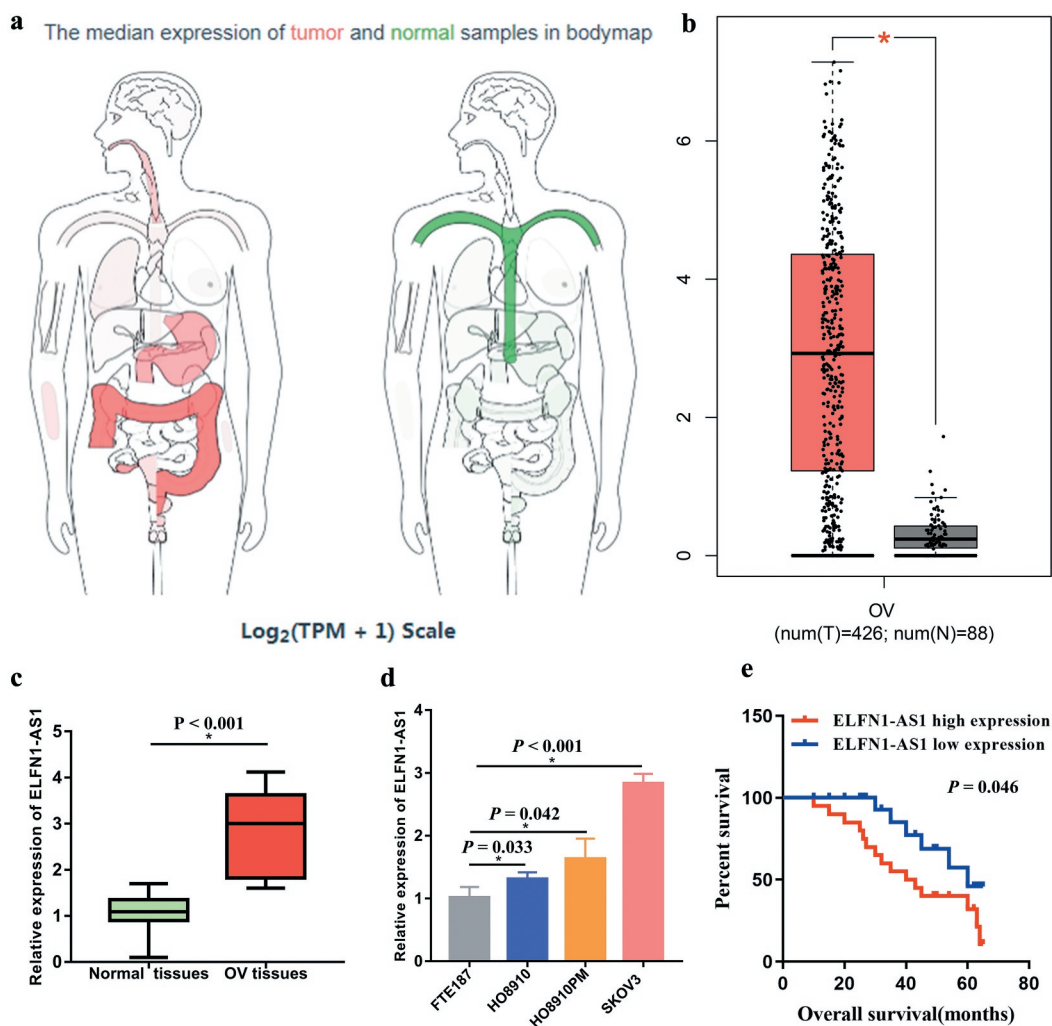 a
The median expression of tumor and normal samples in bodymap
Log2(TPM + 1) Scale
b
*
6
4
2
0
OV
(num(T)=426; num(N)=88)
c
Relative expression of ELFN1-AS1
5
4
3
2
1
0
P < 0.001
*
Normal tissues
OV tissues
d
Relative expression of ELFN1-AS1
4
3
2
1
0
P < 0.001
*
P = 0.042
*
P = 0.033
*
FTE187
HO8910
HO8910PM
SKOV3
e
ELFN1-AS1 high expression
ELFN1-AS1 low expression
P = 0.046
Percent survival
150
100
50
0
0
20
40
60
80
Overall survival(months)